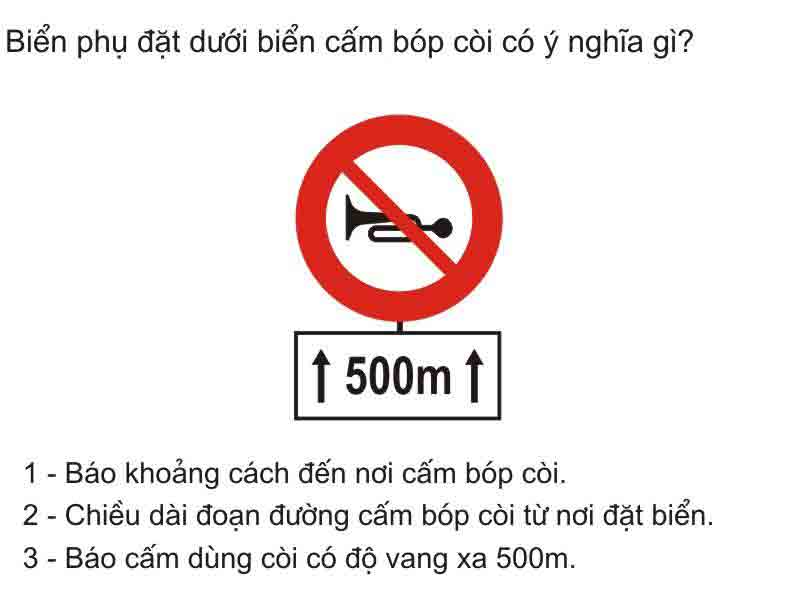 Biển phụ đặt dưới biển cấm bóp còi có ý nghĩa gì?
500m
1 - Báo khoảng cách đến nơi cấm bóp còi.
2 - Chiều dài đoạn đường cấm bóp còi từ nơi đặt biển.
3 - Báo cấm dùng còi có độ vang xa 500m.